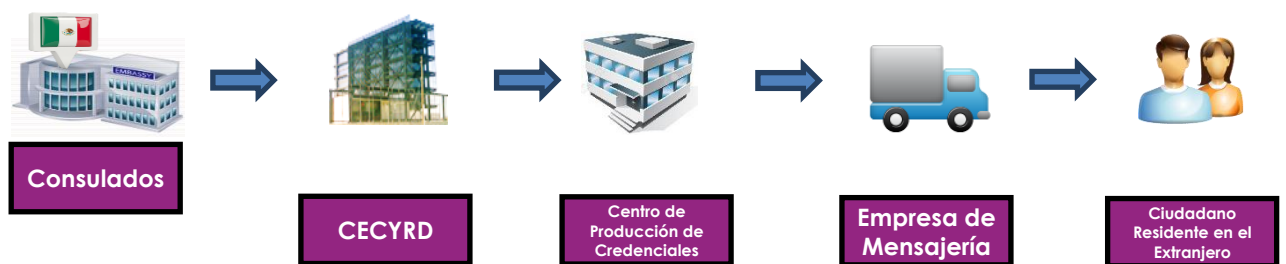 EMBASSY
Consulados
CECYRD
Centro de
Producción de
Credenciales
Empresa de
Mensajería
Ciudadano
Residente en el
Extranjero